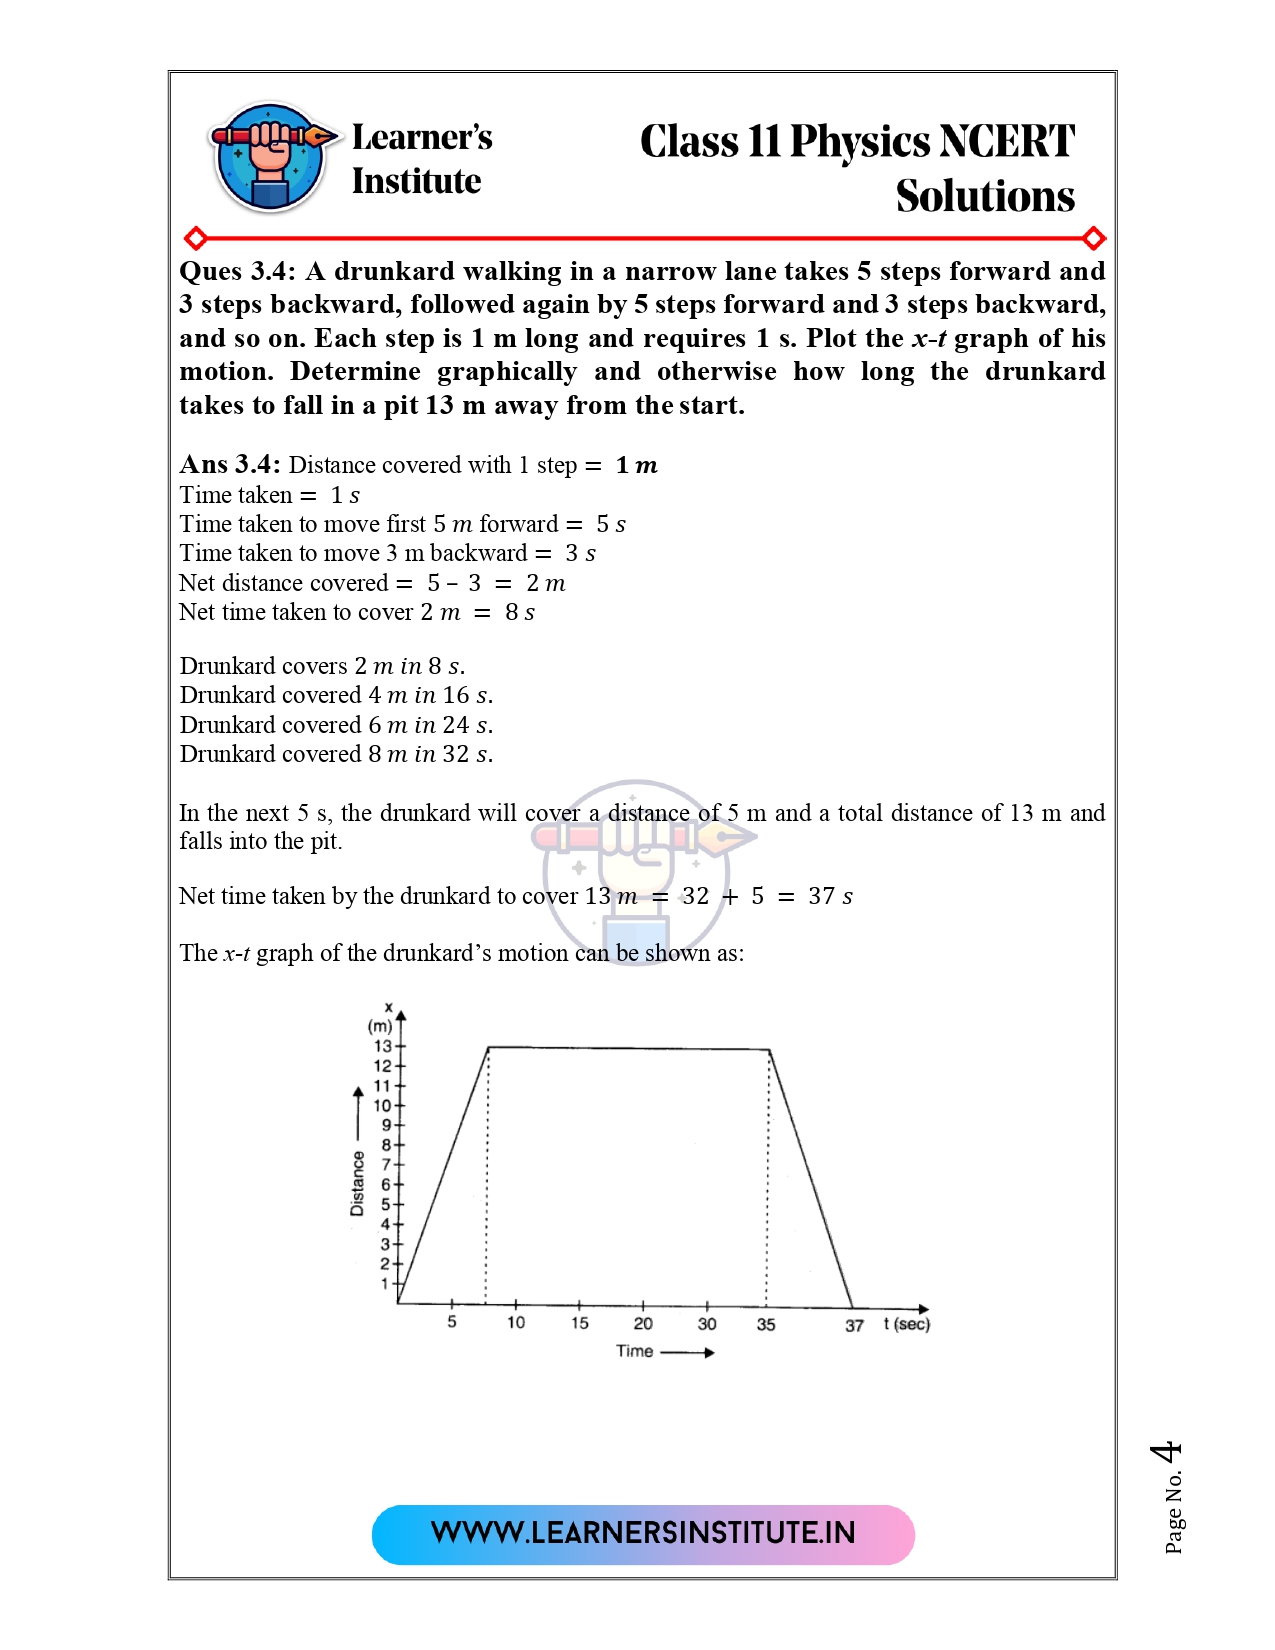 Learner's
Institute
Class 11 Physics NCERT
Solutions
Ques 3.4: A drunkard walking in a narrow lane takes 5 steps forward and
3 steps backward, followed again by 5 steps forward and 3 steps backward,
and so on. Each step is 1 m long and requires 1 s. Plot the x-t graph of his
motion. Determine graphically and otherwise how long the drunkard
takes to fall in a pit 13 m away from the start.
Ans 3.4: Distance covered with 1 step = 1 m
Time taken = 1 s
Time taken to move first 5 m forward = 5 s
Time taken to move 3 m backward = 3 s
Net distance covered = 5 – 3 = 2 m
Net time taken to cover 2 m = 8 s
Drunkard covers 2 m in 8 s.
Drunkard covered 4 m in 16 s.
Drunkard covered 6 m in 24 s.
Drunkard covered 8 m in 32 s.
In the next 5 s, the drunkard will cover a distance of 5 m and a total distance of 13 m and
falls into the pit.
Net time taken by the drunkard to cover 13 m = 32 + 5 = 37 s
The x-t graph of the drunkard's motion can be shown as:
x
(m)
13
12
11
10
9
8
7
6
5
4
3
2
1
Distance
5 10 15 20 30 35 37 t (sec)
Time
WWW.LEARNERSINSTITUTE.IN
Page No. 4